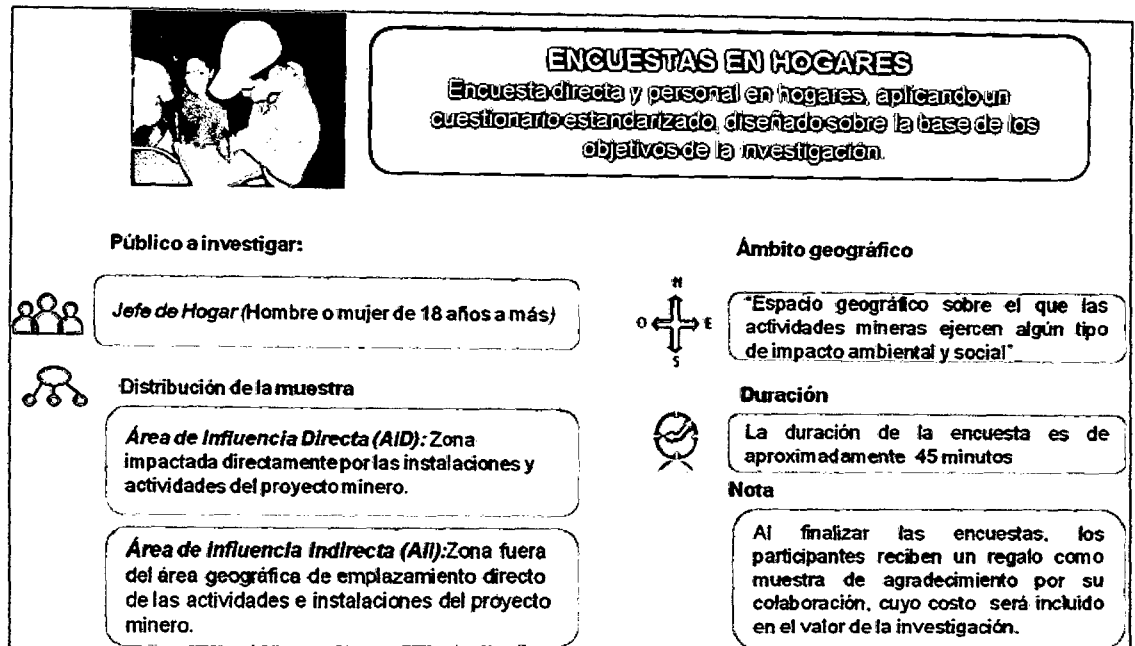 ENCUESTAS EN HOGARES
Encuesta directa y personal en hogares, aplicando un
cuestionario estandarizado, diseñado sobre la base de los
objetivos de la nvestigación.
Público a investigar:
Jefe de Hogar (Hombre o mujer de 18 años a más)
Distribución de la muestra
Área de Influencia Directa (AID): Zona
impactada directamente por las instalaciones y
actividades del proyecto minero.
Área de Influencia Indirecta (AII): Zona fuera
del área geográfica de emplazamiento directo
de las actividades e instalaciones del proyecto
minero.
Ámbito geográfico
N
O E
S
"Espacio geográfico sobre el que las
actividades mineras ejercen algún tipo
de impacto ambiental y social"
Duración
La duración de la encuesta es de
aproximadamente 45 minutos
Nota
Al finalizar las encuestas, los
participantes reciben un regalo como
muestra de agradecimiento por su
colaboración, cuyo costo será incluido
en el valor de la investigación.